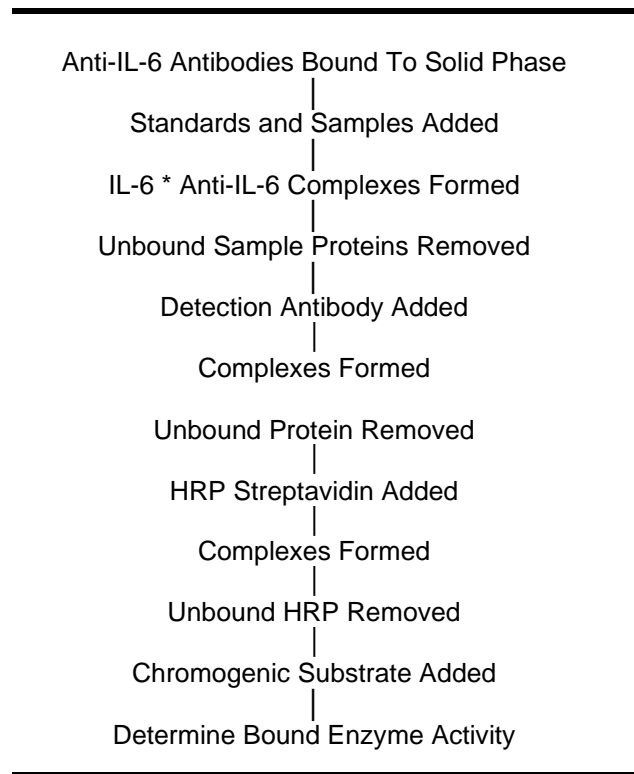 Anti-IL-6 Antibodies Bound To Solid Phase
Standards and Samples Added
IL-6 * Anti-IL-6 Complexes Formed
Unbound Sample Proteins Removed
Detection Antibody Added
Complexes Formed
Unbound Protein Removed
HRP Streptavidin Added
Complexes Formed
Unbound HRP Removed
Chromogenic Substrate Added
Determine Bound Enzyme Activity